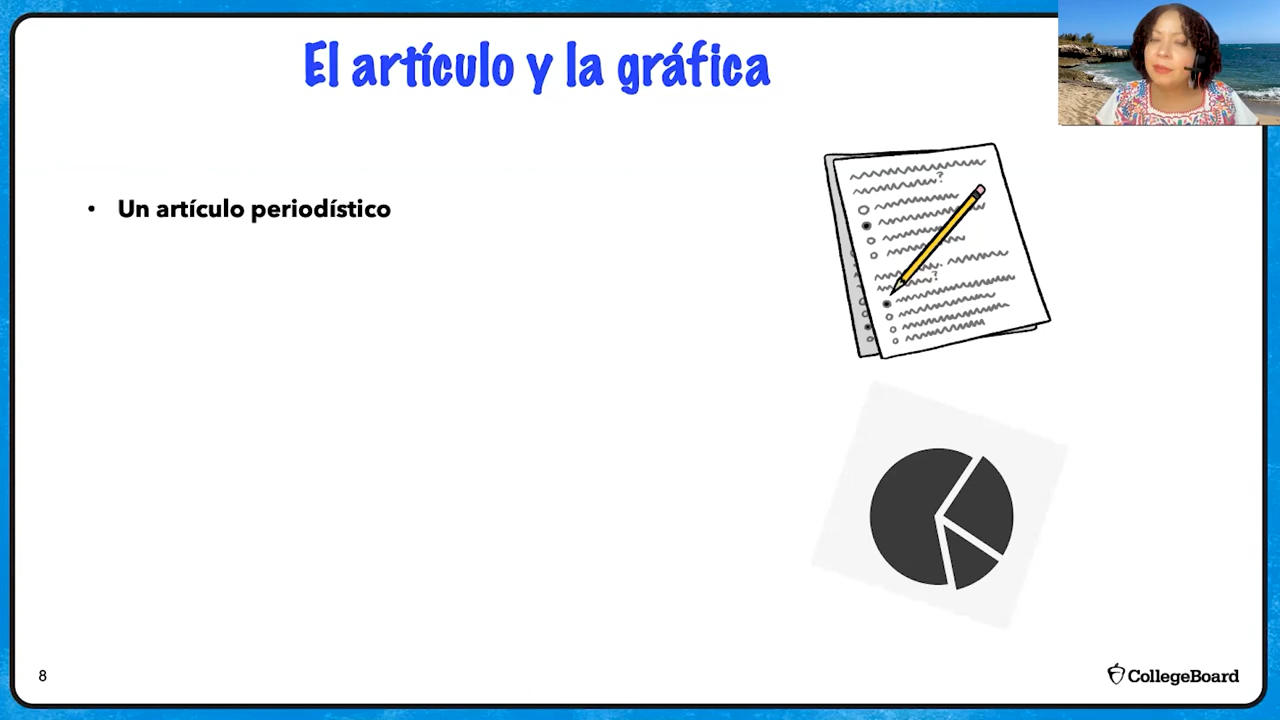 El artículo y la gráfica
• Un artículo periodístico
8
CollegeBoard